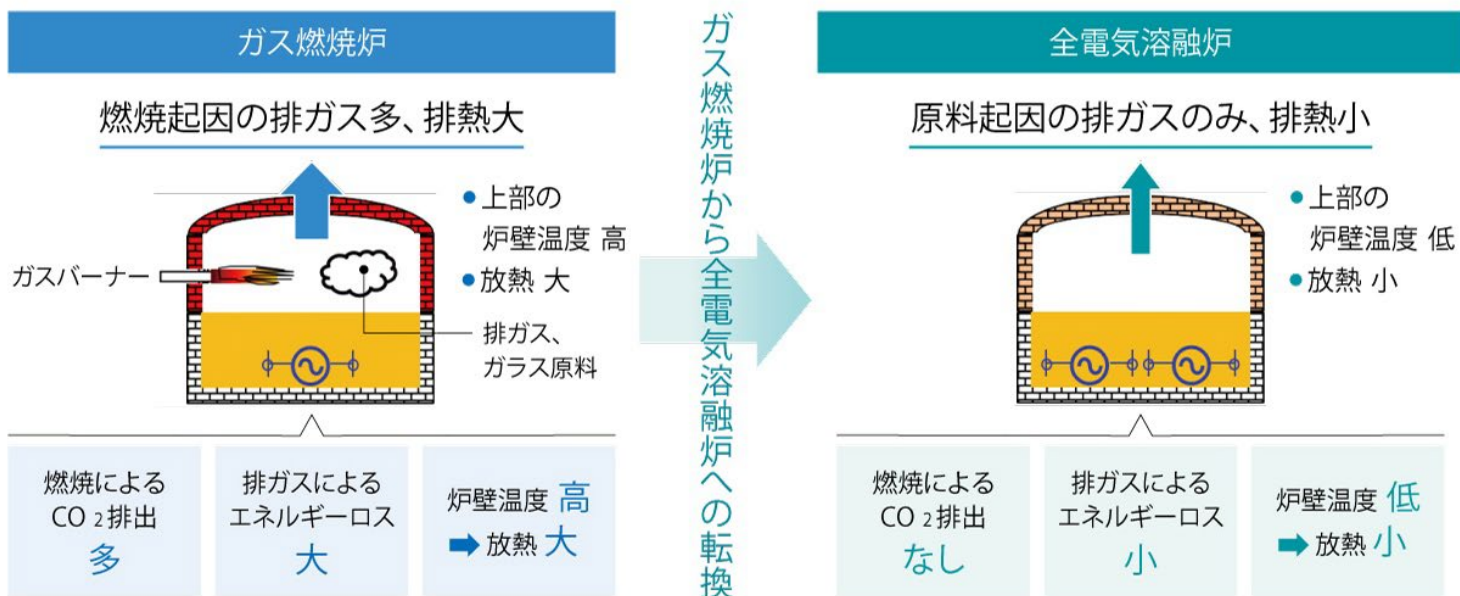 ガス燃焼炉
燃焼起因の排ガス多、排熱大
ガスバーナー
● 上部の
炉壁温度 高
● 放熱 大
排ガス、
ガラス原料
燃焼による
CO₂排出
多
排ガスによる
エネルギーロス
大
炉壁温度 高
➡ 放熱 大
ガス燃焼炉から全電気溶融炉への転換
全電気溶融炉
原料起因の排ガスのみ、排熱小
● 上部の
炉壁温度 低
● 放熱 小
燃焼による
CO₂排出
なし
排ガスによる
エネルギーロス
小
炉壁温度 低
➡ 放熱 小